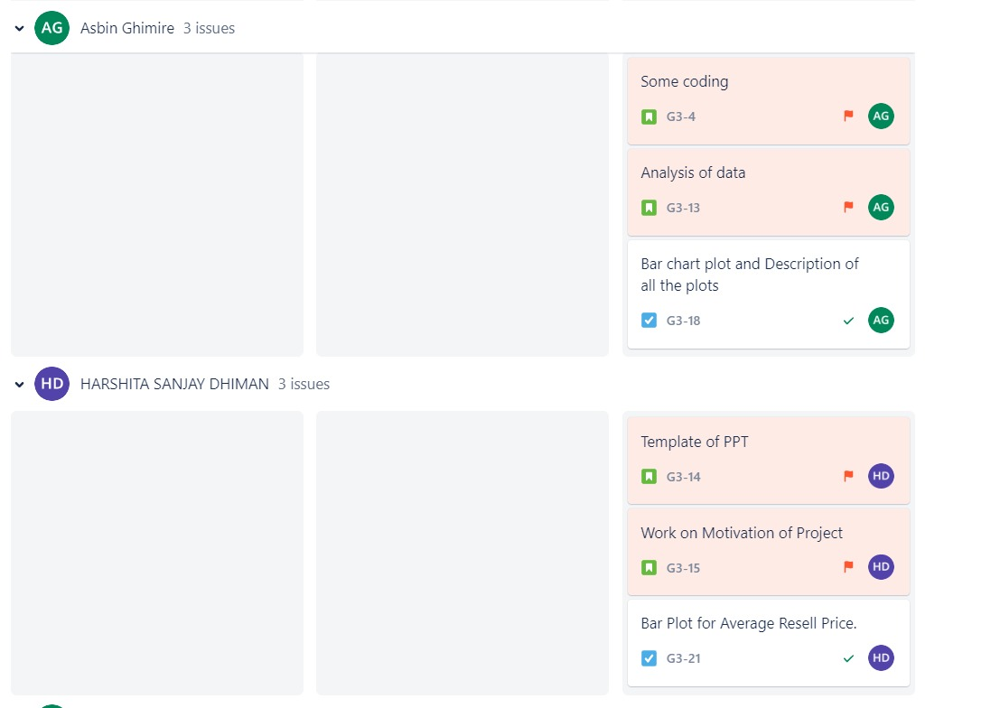 AG Asbin Ghimire 3 issues
Some coding
G3-4 AG
Analysis of data
G3-13 AG
Bar chart plot and Description of
all the plots
G3-18 AG
HD HARSHITA SANJAY DHIMAN 3 issues
Template of PPT
G3-14 HD
Work on Motivation of Project
G3-15 HD
Bar Plot for Average Resell Price.
G3-21 HD